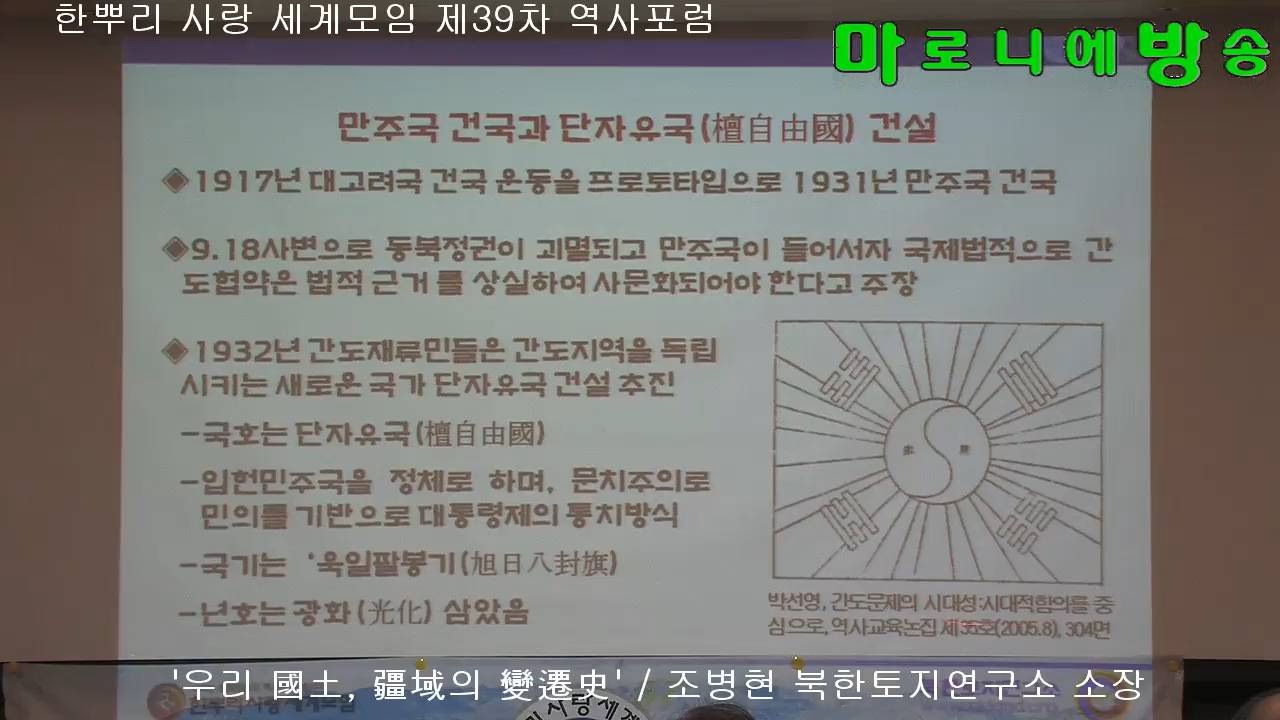 한뿌리 사랑 세계모임 제39차 역사포럼
마로니에방송
만주국 건국과 단자유국(檀自由國) 건설
◈1917년 대고려국 건국 운동을 프로토타입으로 1931년 만주국 건국
◈9.18사변으로 동북정권이 괴멸되고 만주국이 들어서자 국제법적으로 간
도협약은 법적 근거 를 상실하여 사문화되어야 한다고 주장
◈1932년 간도재류민들은 간도지역을 독립
시키는 새로운 국가 단자유국 건설 추진
-국호는 단자유국(檀自由國)
-입헌민주국을 정체로 하며, 문치주의로
민의를 기반으로 대통령제의 통치방식
-국기는 ‘욱일팔봉기(旭日八封旗)
-년호는 광화(光化) 삼았음
박선영, 간도문제의 시대성:시대적함의를 중
심으로, 역사교육논집 제35호(2005.8), 304면
'우리 國土, 疆域의 變遷史' / 조병현 북한토지연구소 소장